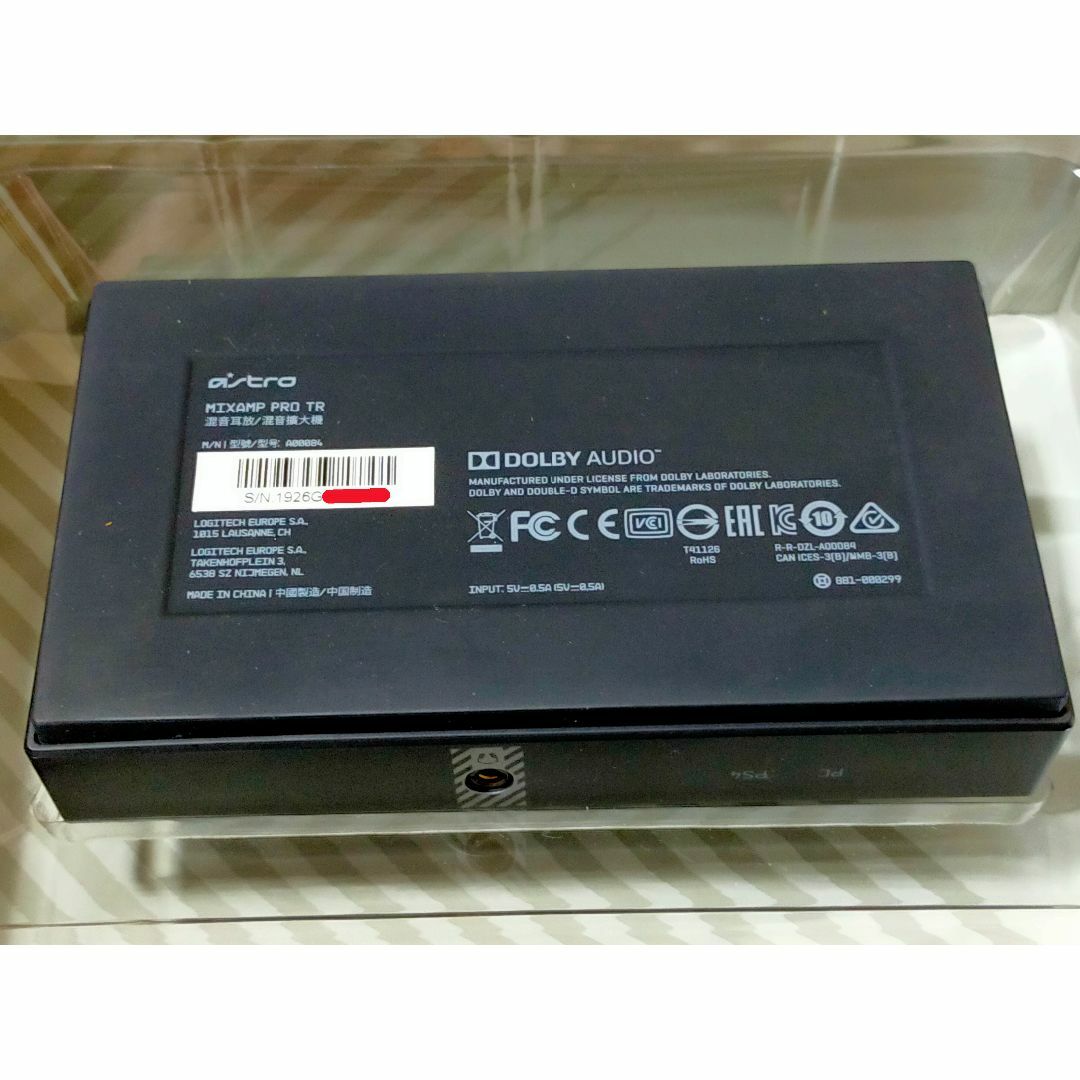 astro
MIXAMP PRO TR
混音耳放/混音擴大機
M/N | 型號/型号: A00084
S/N.1926G
LOGITECH EUROPE S.A.
1015 LAUSANNE, CH
LOGITECH EUROPE S.A.
TAKENHOFPLEIN 3,
6538 SZ NIJMEGEN, NL
MADE IN CHINA | 中國製造/中国制造
DOLBY AUDIO™
MANUFACTURED UNDER LICENSE FROM DOLBY LABORATORIES.
DOLBY AND DOUBLE-D SYMBOL ARE TRADEMARKS OF DOLBY LABORATORIES.
FC CE VCI EAC KC 10
T41126
RoHS
R-R-DZL-A00084
CAN ICES-3(B)/NMB-3(B)
INPUT: 5V⎓0.5A (5V⎓0.5A)
881-000299
PS4 PC